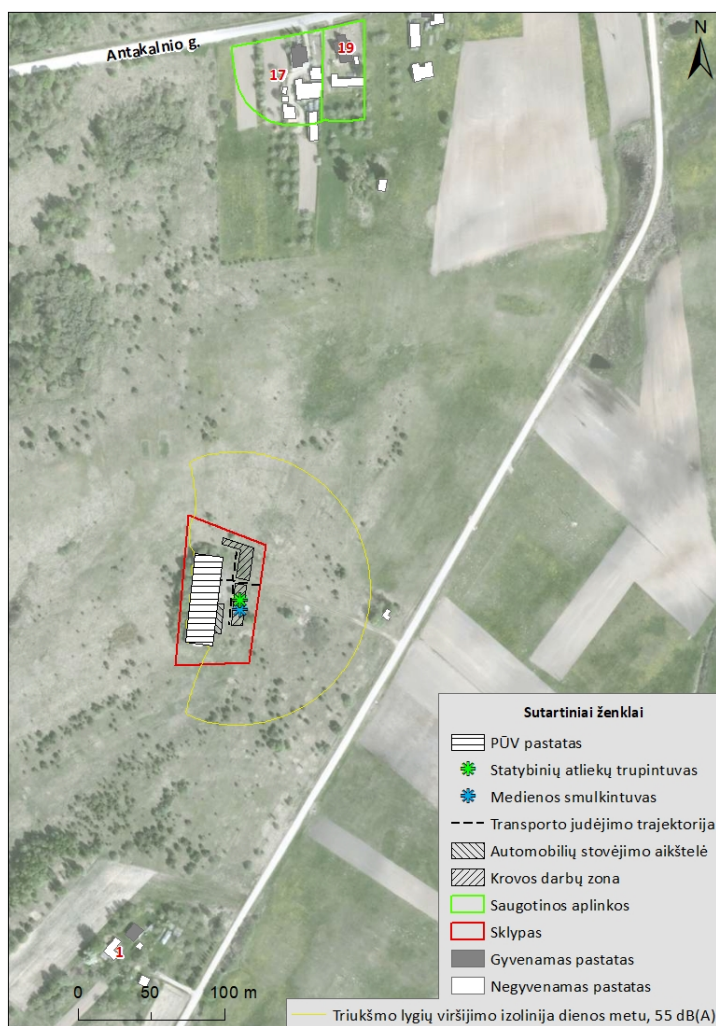 Antakalnio g.
17
19
N
1
0 50 100 m
Sutartiniai ženklai
PŪV pastatas
Statybinių atliekų trupintuvas
Medienos smulkintuvas
Transporto judėjimo trajektorija
Automobilių stovėjimo aikštelė
Krovos darbų zona
Saugotinos aplinkos
Sklypas
Gyvenamas pastatas
Negyvenamas pastatas
Triukšmo lygių viršijimo izolinija dienos metu, 55 dB(A)